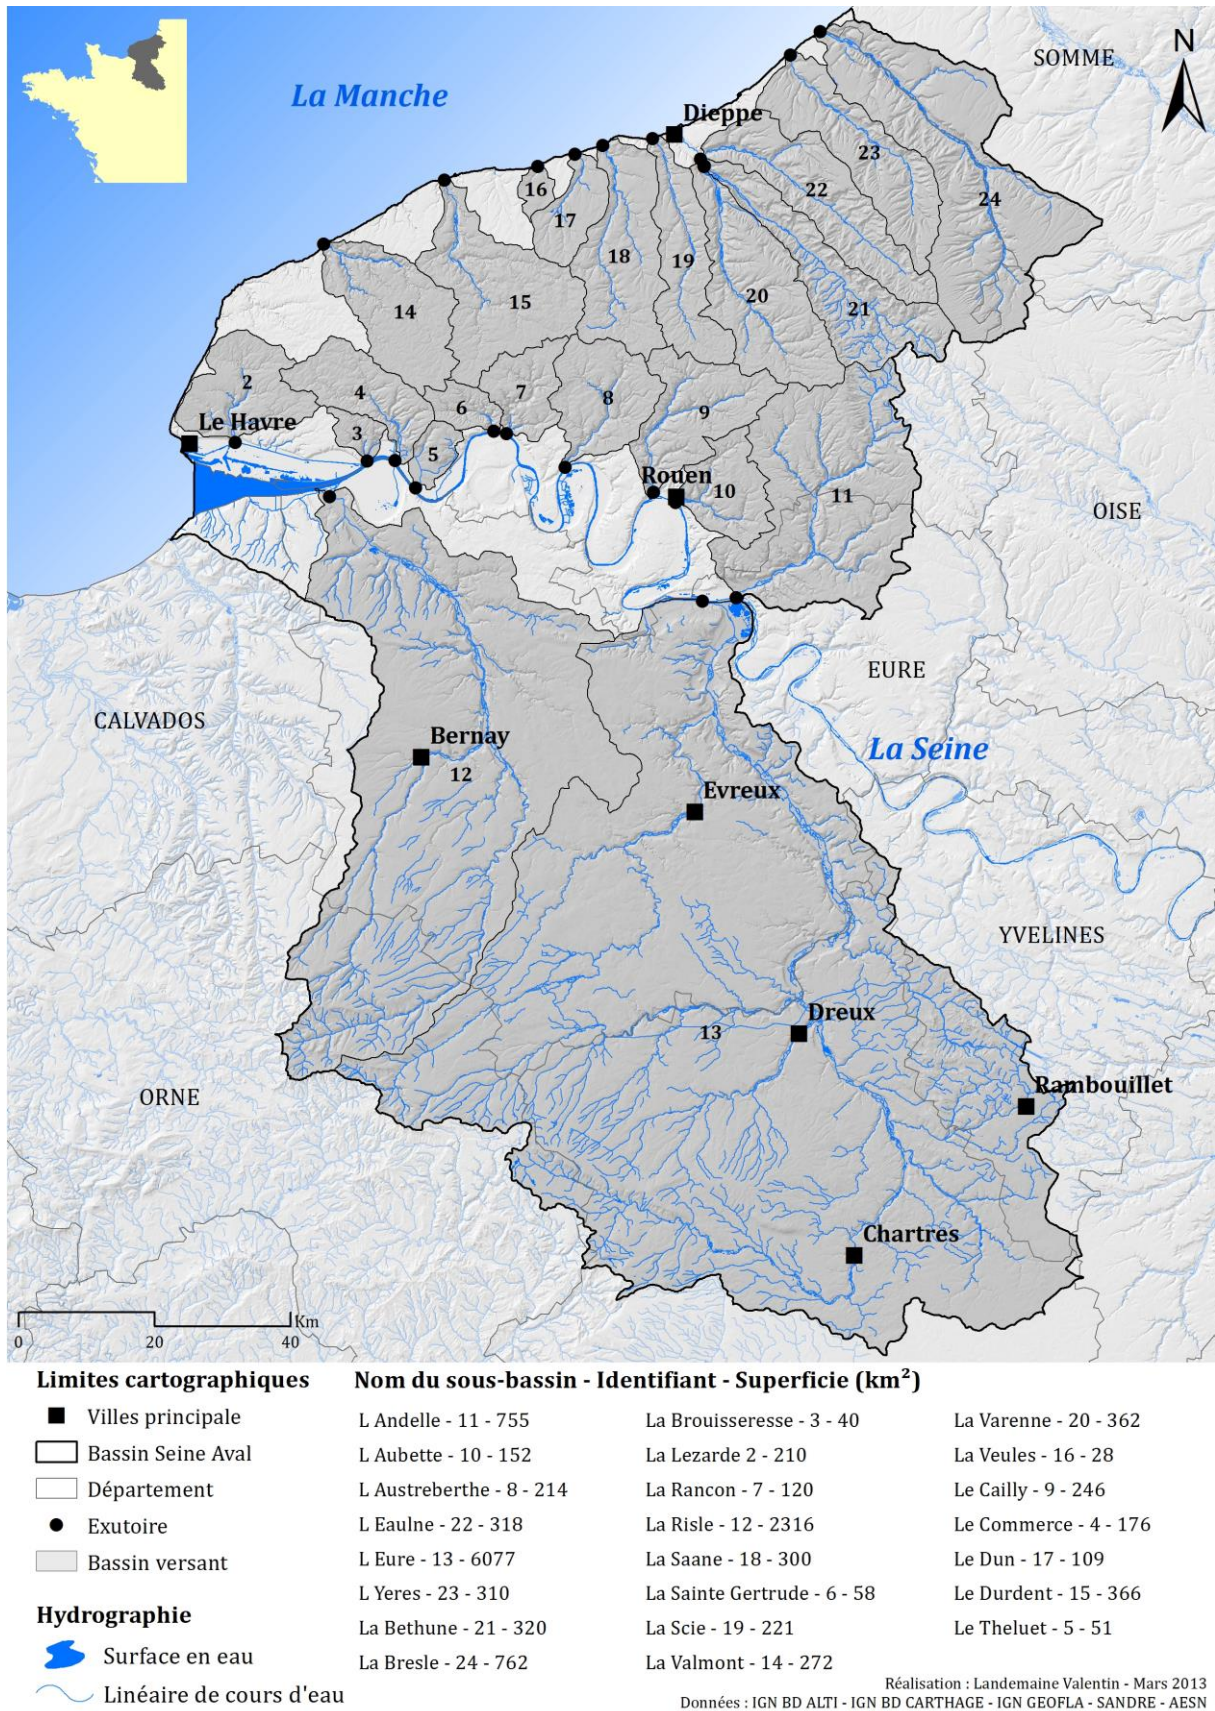 SOMME
N
La Manche
Dieppe
23
16
22
24
17
18
19
20
14
15
21
2
4
7
8
6
9
Le Havre
3
5
Rouen
10
11
OISE
EURE
CALVADOS
Bernay
La Seine
12
Evreux
YVELINES
Dreux
13
Rambouillet
ORNE
Chartres
Km
0 20 40
Limites cartographiques
Villes principale
Bassin Seine Aval
Département
Exutoire
Bassin versant
Hydrographie
Surface en eau
Linéaire de cours d'eau
Nom du sous-bassin - Identifiant - Superficie (km²)
L Andelle - 11 - 755
L Aubette - 10 - 152
L Austreberthe - 8 - 214
L Eaulne - 22 - 318
L Eure - 13 - 6077
L Yeres - 23 - 310
La Bethune - 21 - 320
La Bresle - 24 - 762
La Brouisseresse - 3 - 40
La Lezarde 2 - 210
La Rancon - 7 - 120
La Risle - 12 - 2316
La Saane - 18 - 300
La Sainte Gertrude - 6 - 58
La Scie - 19 - 221
La Valmont - 14 - 272
La Varenne - 20 - 362
La Veules - 16 - 28
Le Cailly - 9 - 246
Le Commerce - 4 - 176
Le Dun - 17 - 109
Le Durdent - 15 - 366
Le Theluet - 5 - 51
Réalisation : Landemaine Valentin - Mars 2013
Données : IGN BD ALTI - IGN BD CARTHAGE - IGN GEOFLA - SANDRE - AESN